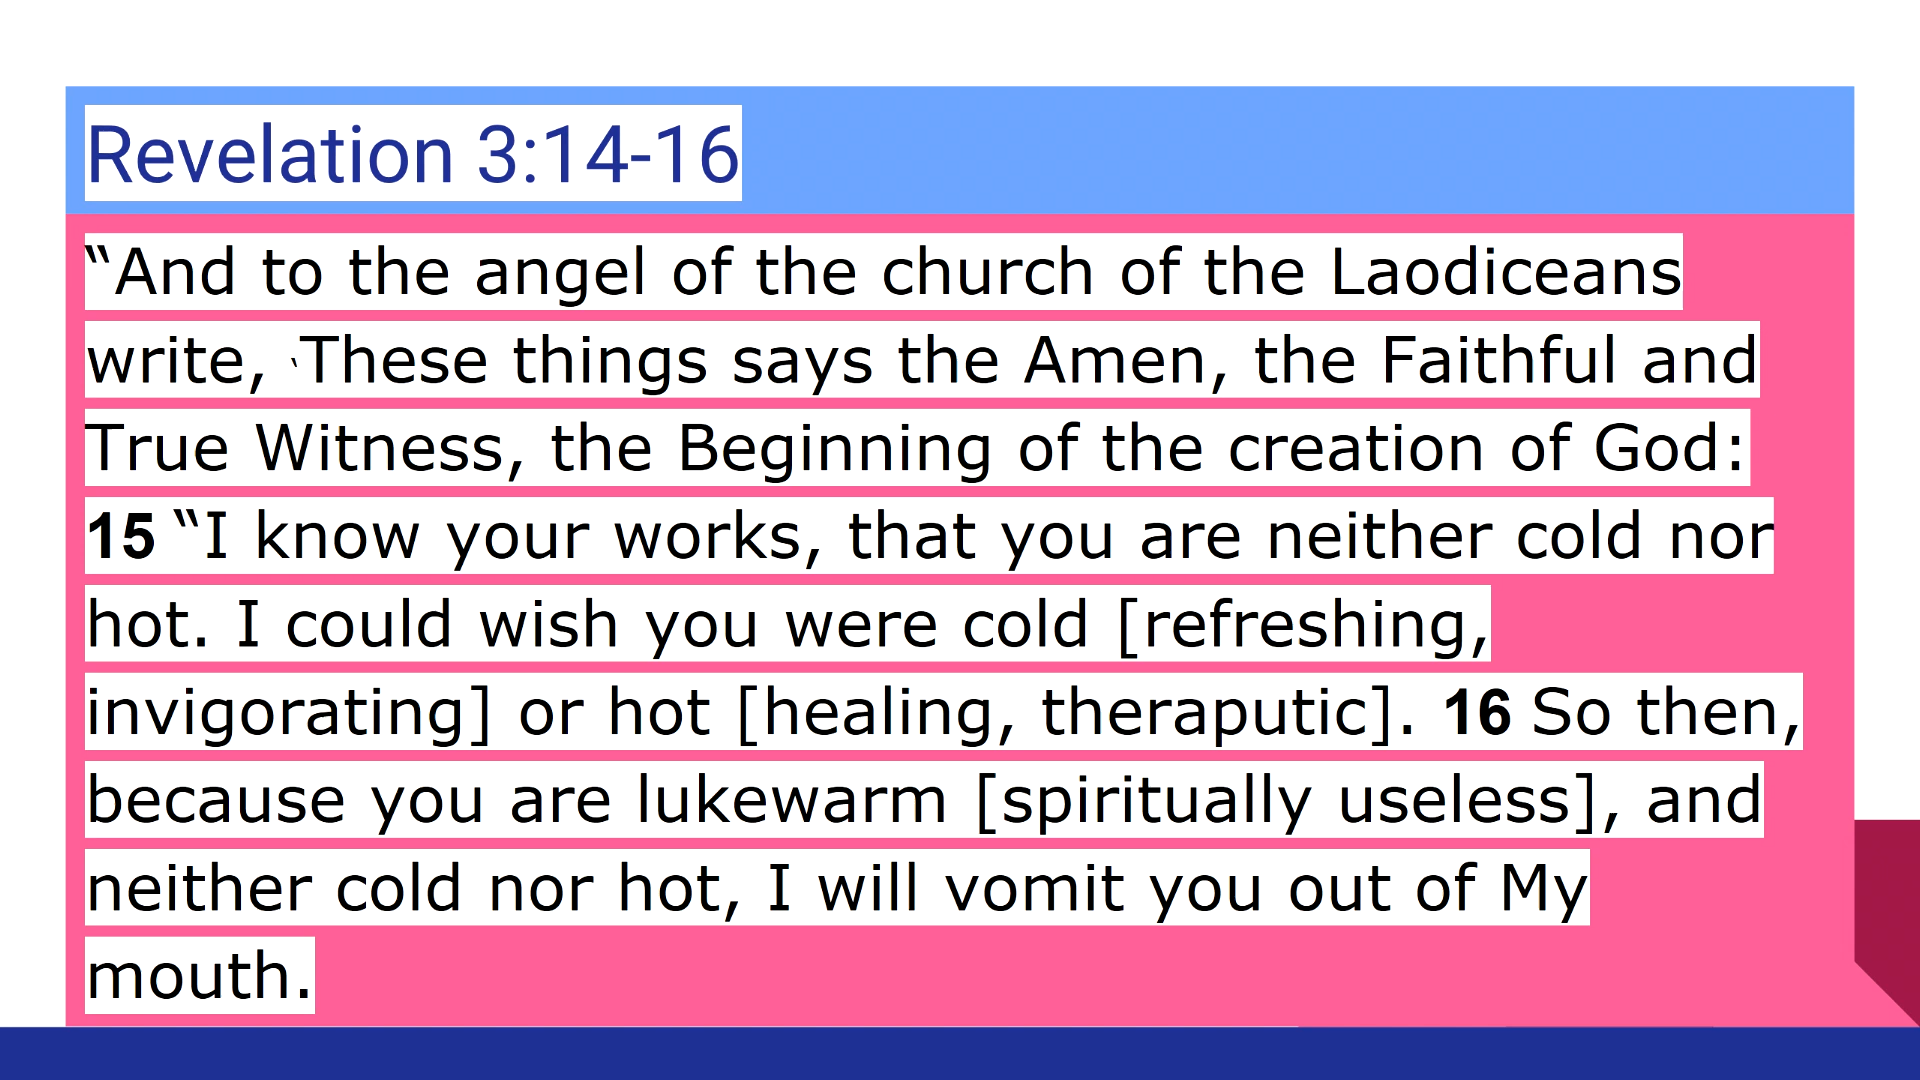 Revelation 3:14-16
“And to the angel of the church of the Laodiceans
write, ‵These things says the Amen, the Faithful and
True Witness, the Beginning of the creation of God:
15 “I know your works, that you are neither cold nor
hot. I could wish you were cold [refreshing,
invigorating] or hot [healing, theraputic]. 16 So then,
because you are lukewarm [spiritually useless], and
neither cold nor hot, I will vomit you out of My
mouth.